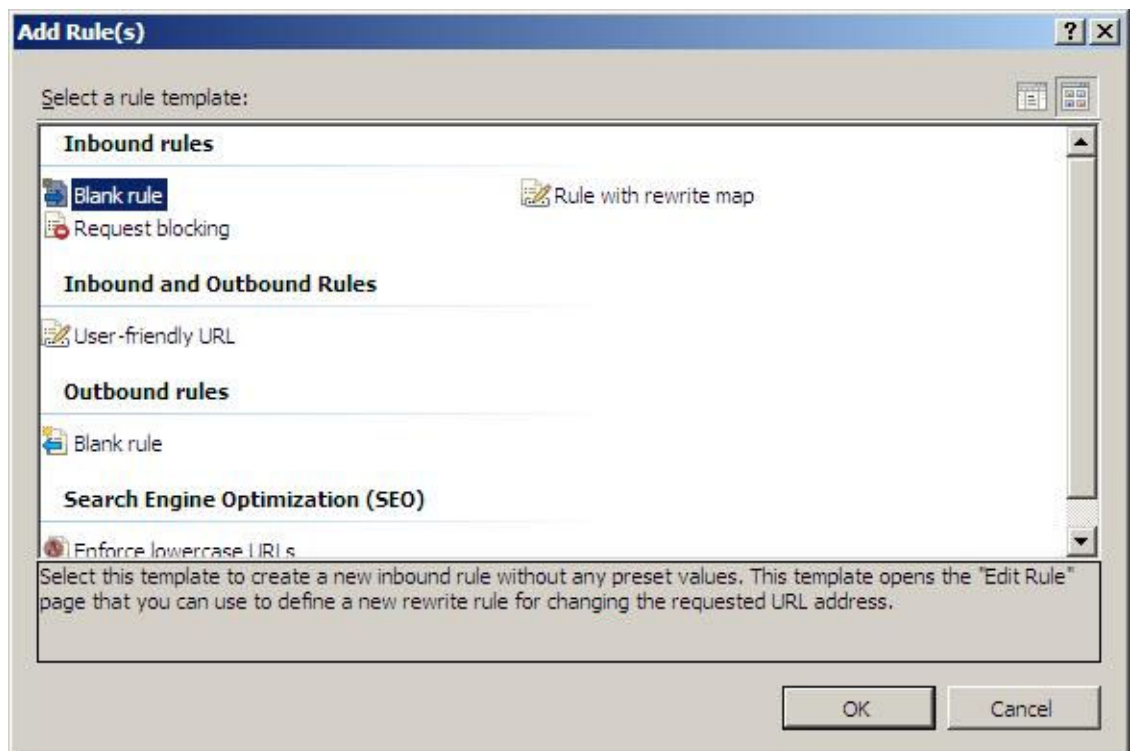 Add Rule(s)
Select a rule template:
Inbound rules
Blank rule
Rule with rewrite map
Request blocking
Inbound and Outbound Rules
User-friendly URL
Outbound rules
Blank rule
Search Engine Optimization (SEO)
Enforce lowercase URLs
Select this template to create a new inbound rule without any preset values. This template opens the "Edit Rule"
page that you can use to define a new rewrite rule for changing the requested URL address.
OK
Cancel